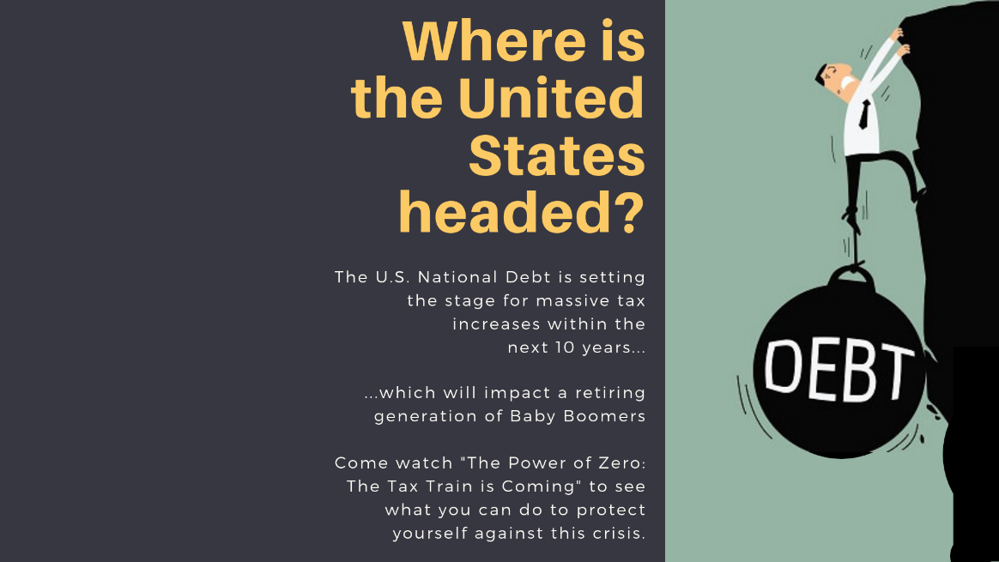 Where is
the United
States
headed?
The U.S. National Debt is setting
the stage for massive tax
increases within the
next 10 years...
...which will impact a retiring
generation of Baby Boomers
Come watch "The Power of Zero:
The Tax Train is Coming" to see
what you can do to protect
yourself against this crisis.
DEBT